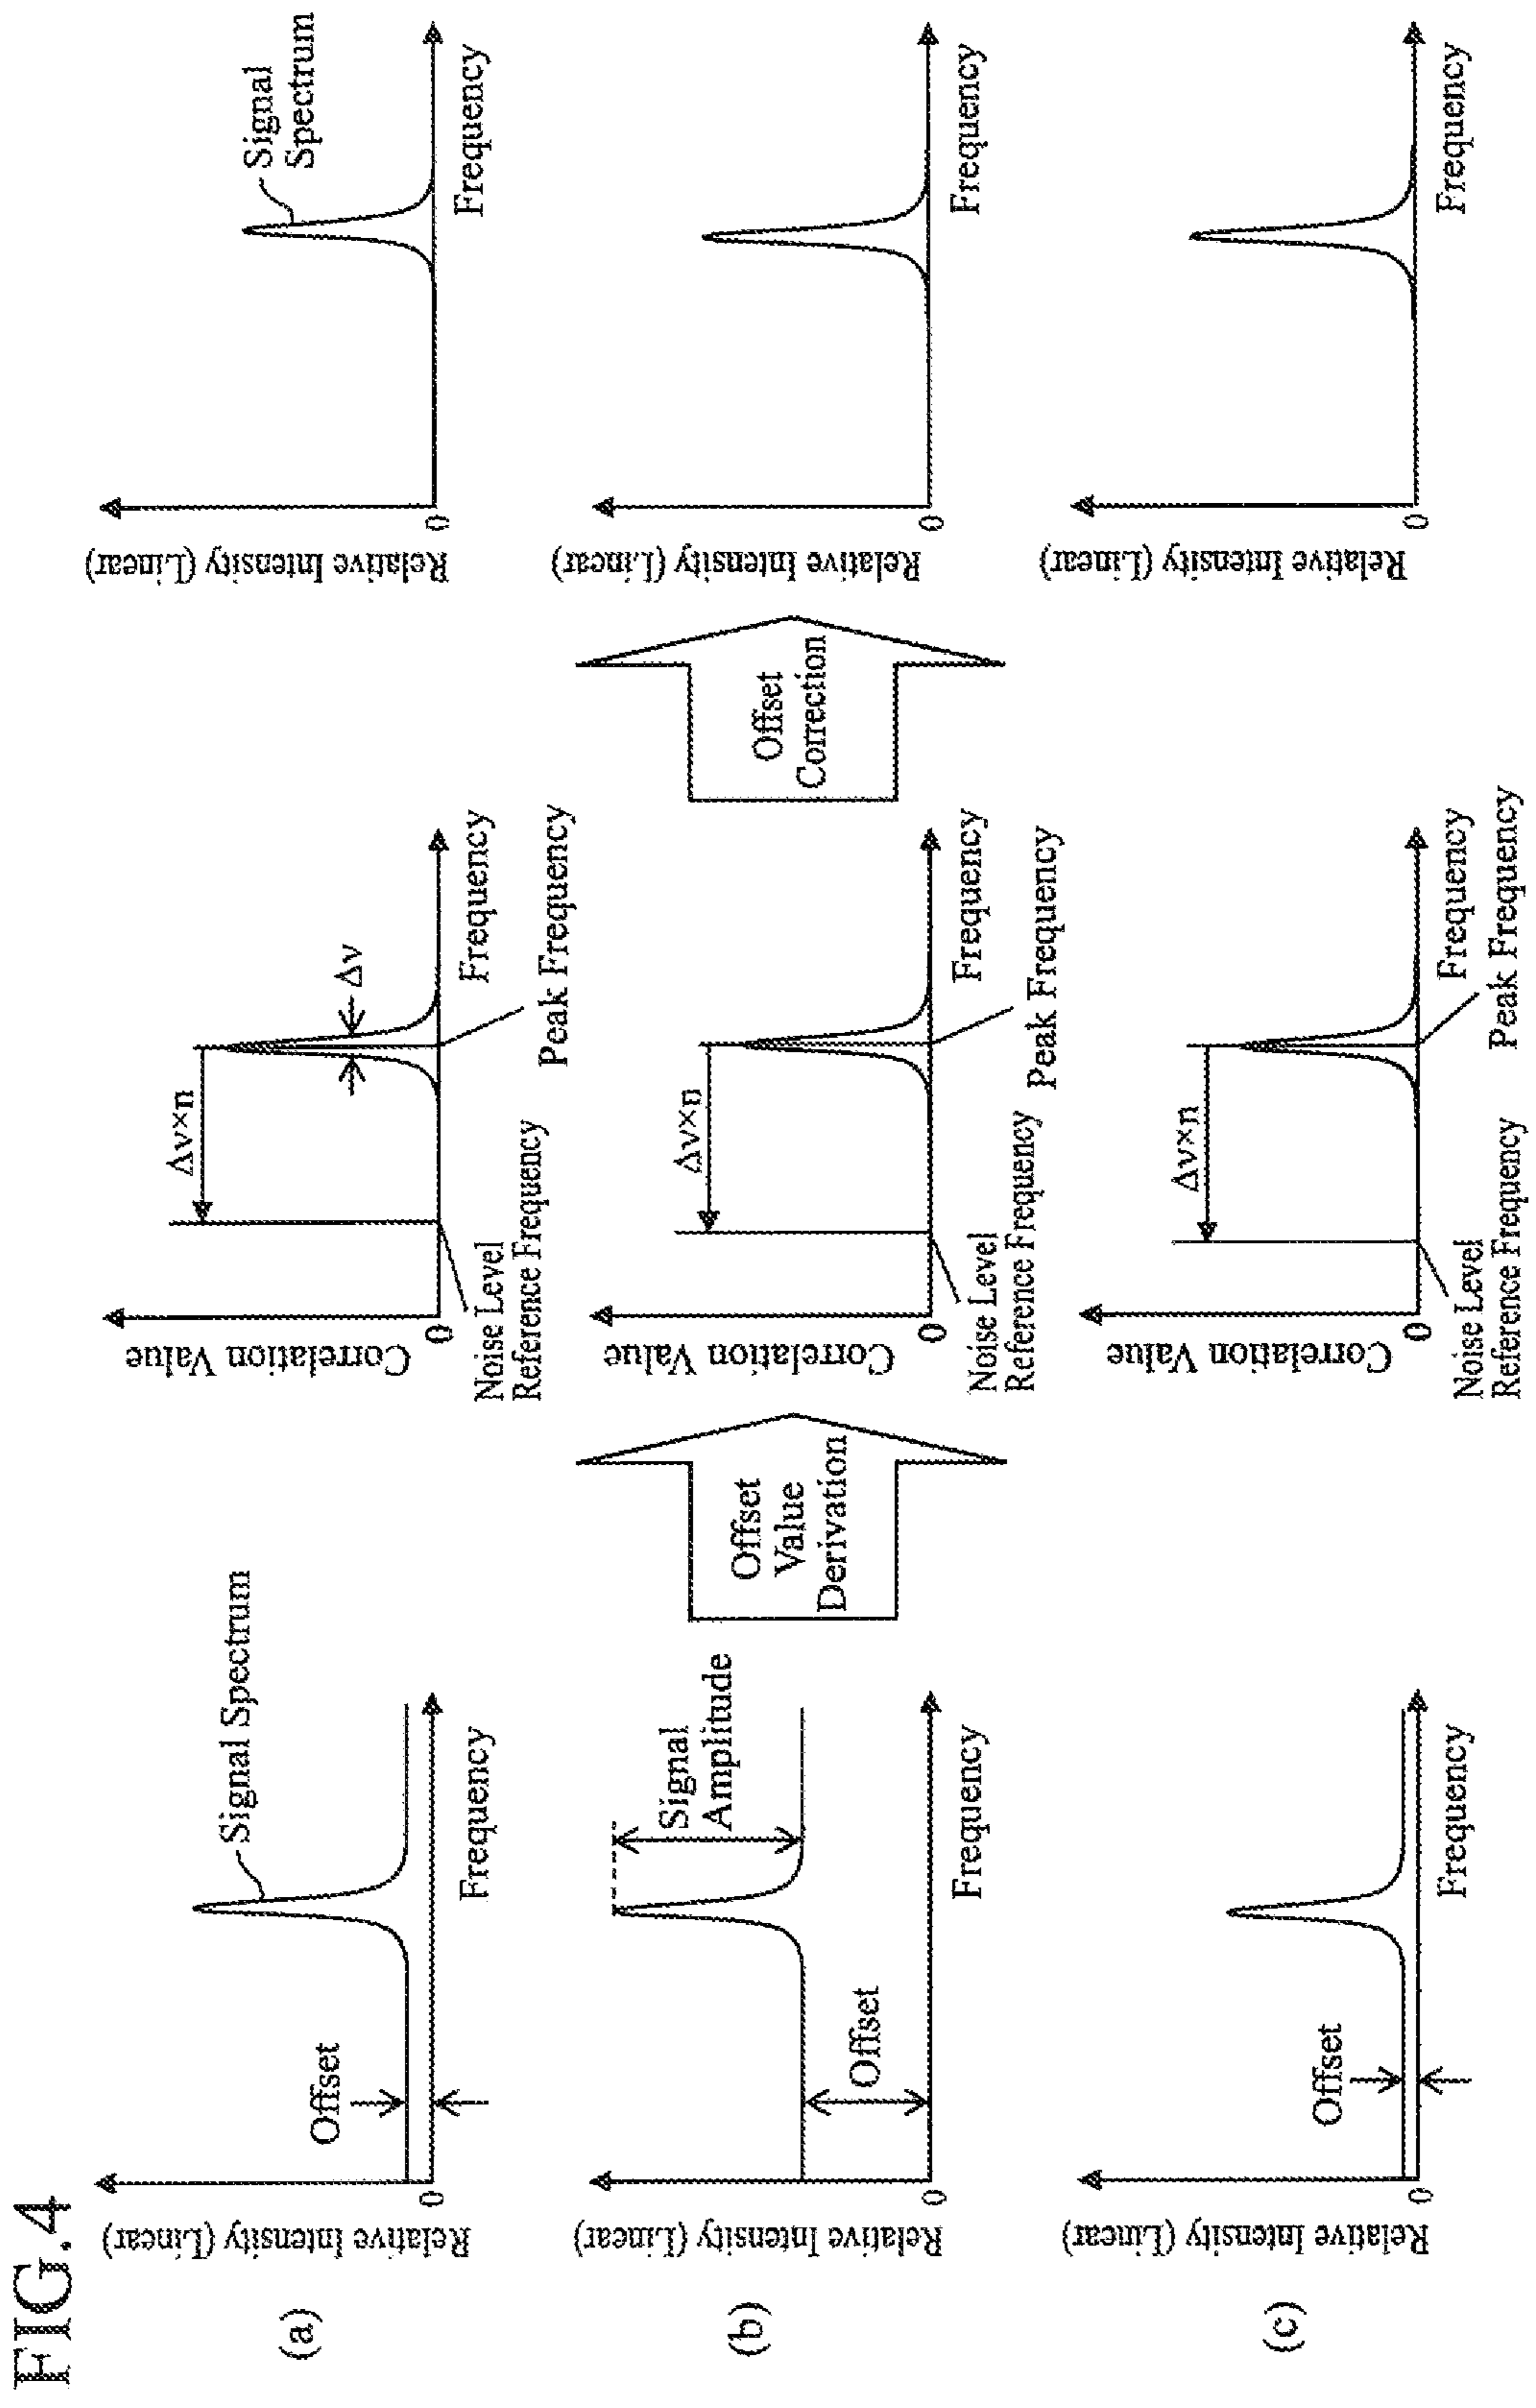 FIG.4
(a)
Relative Intensity (Linear)
0
Offset
Signal Spectrum
Frequency
Correlation Value
0
Δν×n
Δν
Frequency
Noise Level
Reference Frequency
Peak Frequency
Relative Intensity (Linear)
0
Signal
Spectrum
Frequency
(b)
Relative Intensity (Linear)
0
Offset
Signal
Amplitude
Frequency
Offset
Value
Derivation
Correlation Value
0
Δν×n
Frequency
Noise Level
Reference Frequency
Peak Frequency
Offset
Correction
Relative Intensity (Linear)
0
Frequency
(c)
Relative Intensity (Linear)
0
Offset
Frequency
Correlation Value
0
Δν×n
Frequency
Noise Level
Reference Frequency
Peak Frequency
Relative Intensity (Linear)
0
Frequency